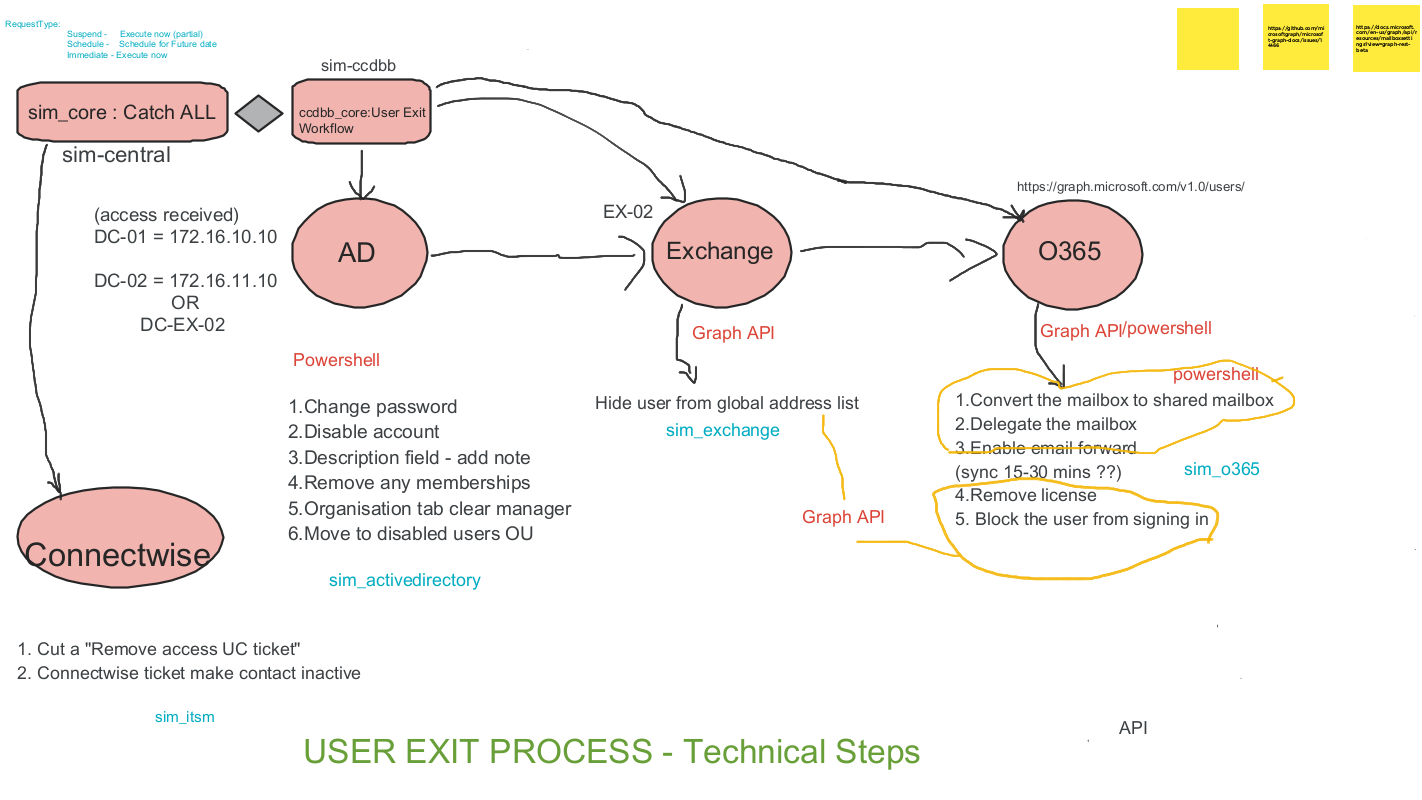 RequestType:
Suspend - Execute now (partial)
Schedule - Schedule for Future date
Immediate - Execute now
https://github.com/mi
crosoftgraph/microsof
t-graph-docs/issues/1
4466
https://docs.microsoft.
com/en-us/graph/api/r
esources/mailboxsetti
ngs?view=graph-rest-
beta
sim-ccdbb
sim_core : Catch ALL
ccdbb_core:User Exit
Workflow
sim-central
https://graph.microsoft.com/v1.0/users/
(access received)
DC-01 = 172.16.10.10
DC-02 = 172.16.11.10
OR
DC-EX-02
AD
EX-02
Exchange
O365
Graph API
Graph API/powershell
Powershell
powershell
1.Change password
2.Disable account
3.Description field - add note
4.Remove any memberships
5.Organisation tab clear manager
6.Move to disabled users OU
sim_activedirectory
Hide user from global address list
sim_exchange
Graph API
1.Convert the mailbox to shared mailbox
2.Delegate the mailbox
3.Enable email forward
(sync 15-30 mins ??)
4.Remove license
5. Block the user from signing in
sim_o365
Connectwise
1. Cut a "Remove access UC ticket"
2. Connectwise ticket make contact inactive
sim_itsm
USER EXIT PROCESS - Technical Steps
API